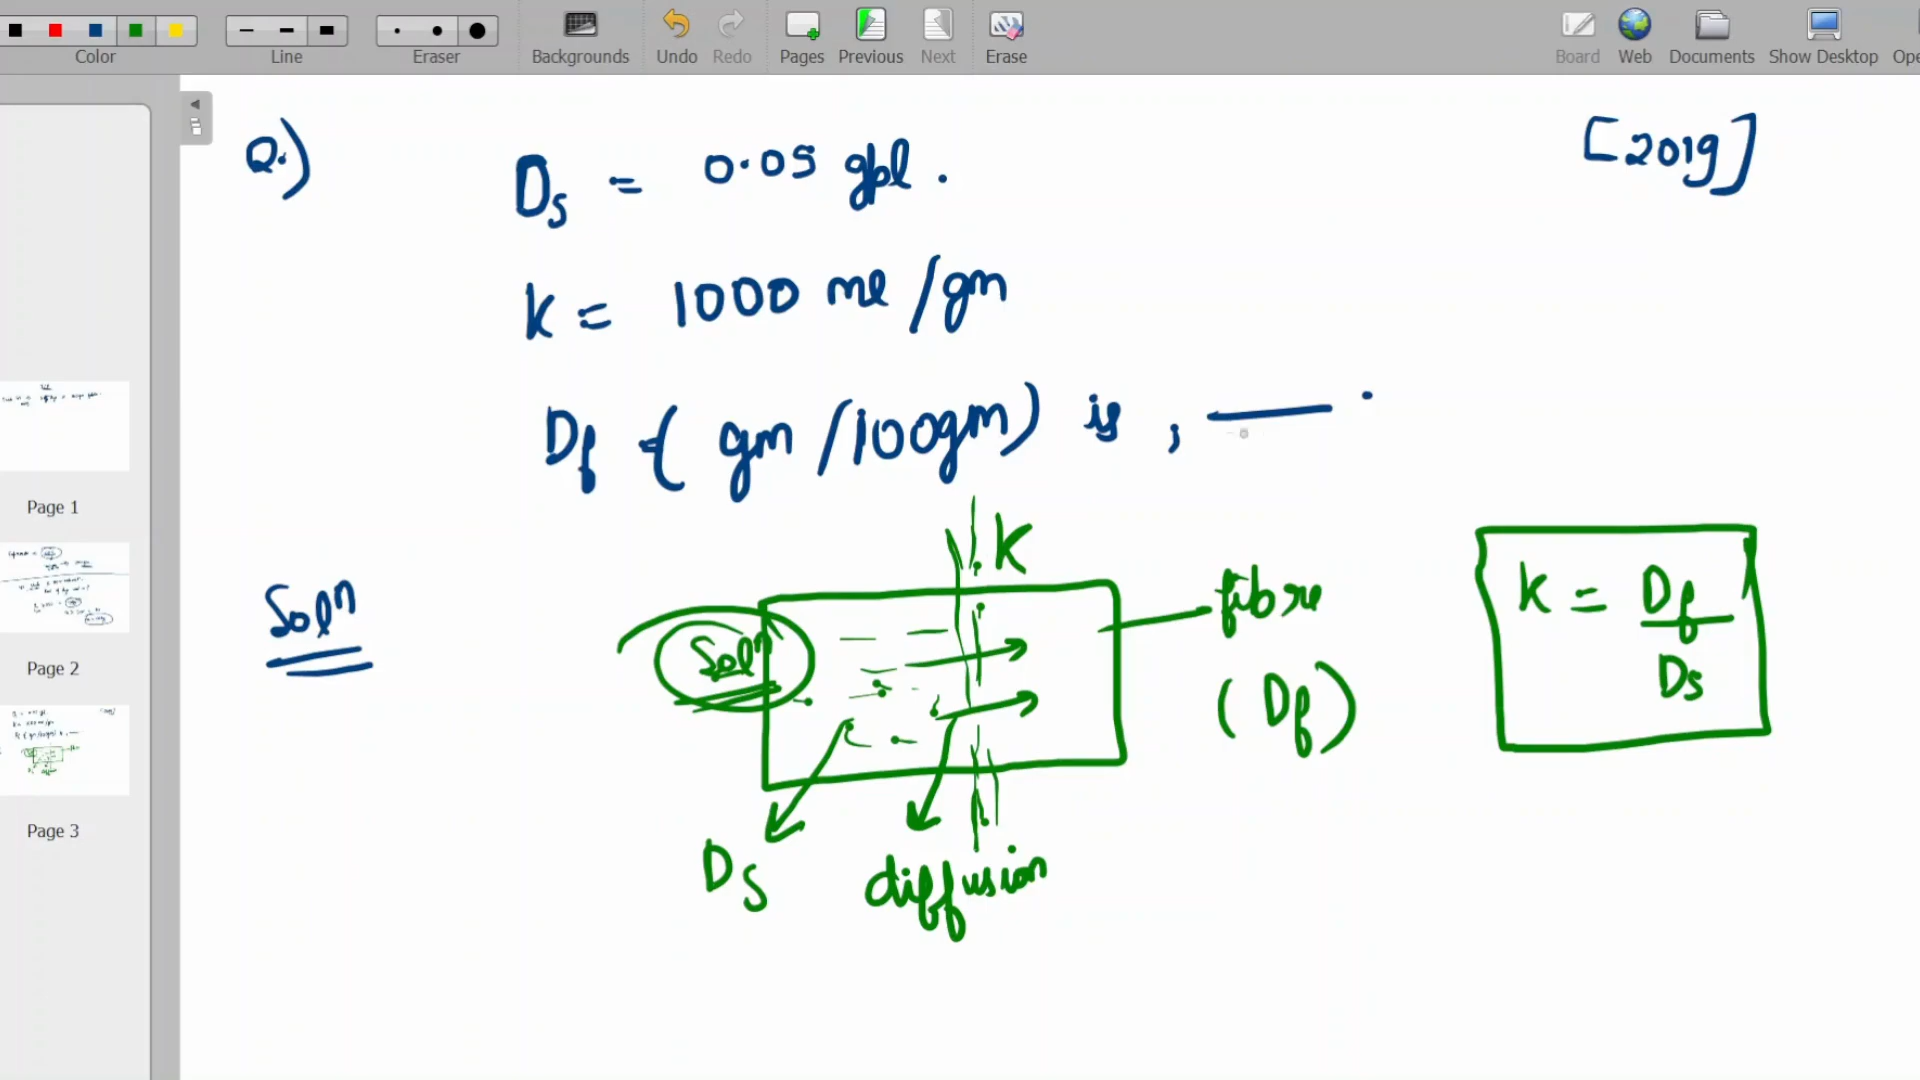 Color
Line
Eraser
Backgrounds
Undo
Redo
Pages
Previous
Next
Erase
Board
Web
Documents
Show Desktop
Ope
Q.) Ds = 0.05 gpl. [2019]
K = 1000 ml/gm
Df (gm/100gm) is, —— .
Page 1
Page 2
Page 3
Soln
K
Soln
fibre
(Df)
K = Df
Ds
Ds
diffusion